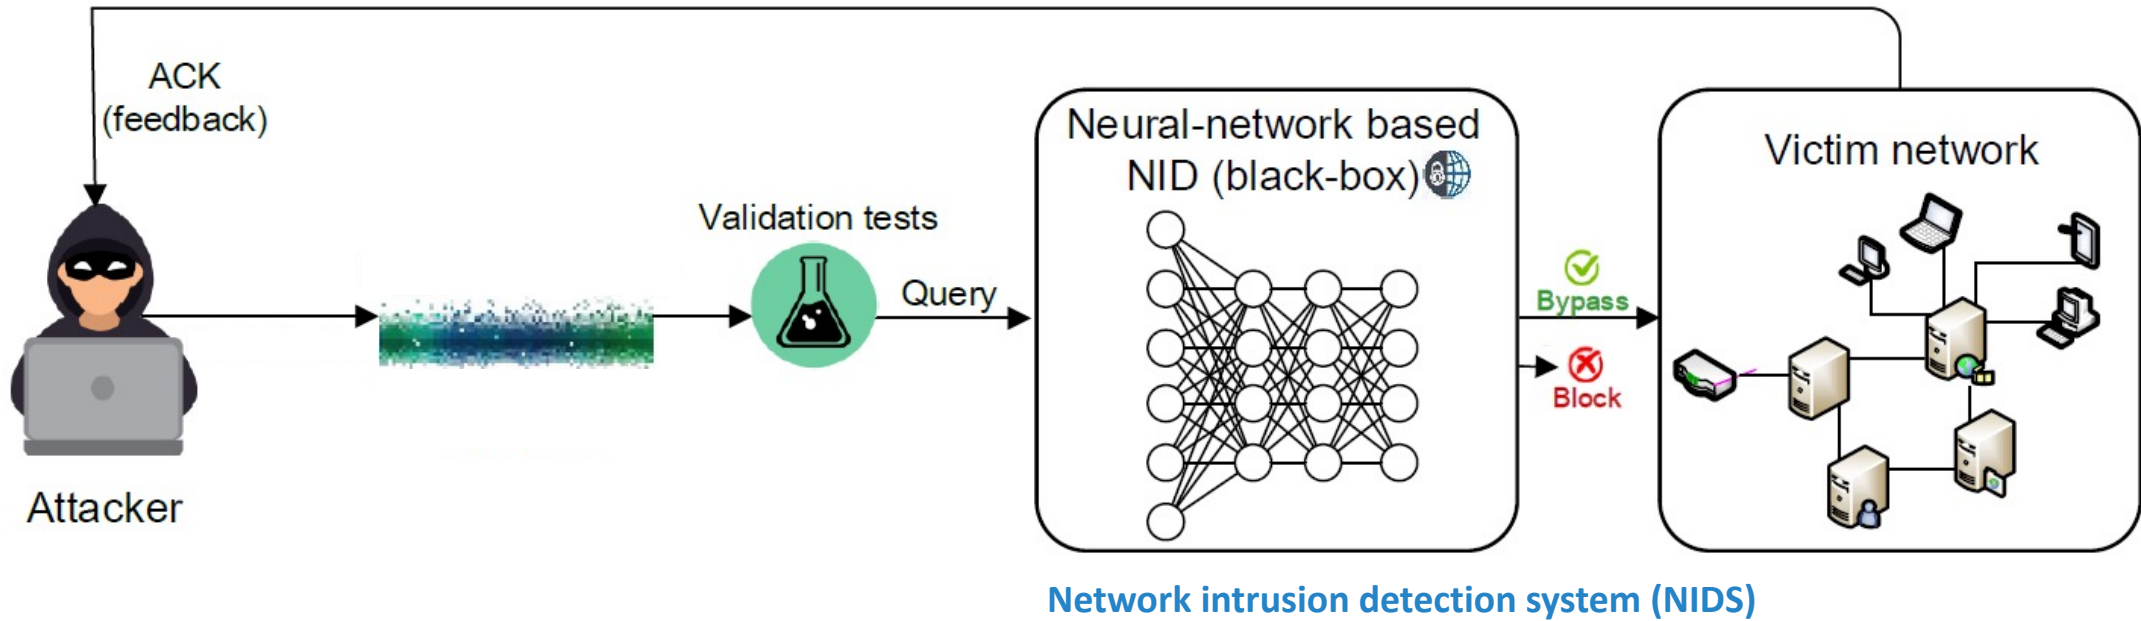 ACK
(feedback)
Attacker
Validation tests
Query
Neural-network based
NID (black-box)
Bypass
Block
Victim network
Network intrusion detection system (NIDS)